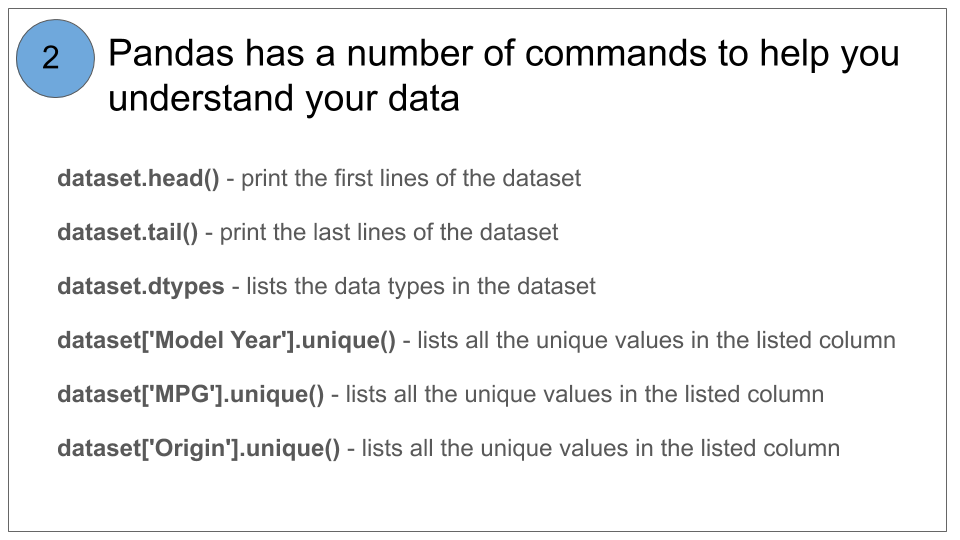 2
Pandas has a number of commands to help you
understand your data
dataset.head() - print the first lines of the dataset
dataset.tail() - print the last lines of the dataset
dataset.dtypes - lists the data types in the dataset
dataset['Model Year'].unique() - lists all the unique values in the listed column
dataset['MPG'].unique() - lists all the unique values in the listed column
dataset['Origin'].unique() - lists all the unique values in the listed column